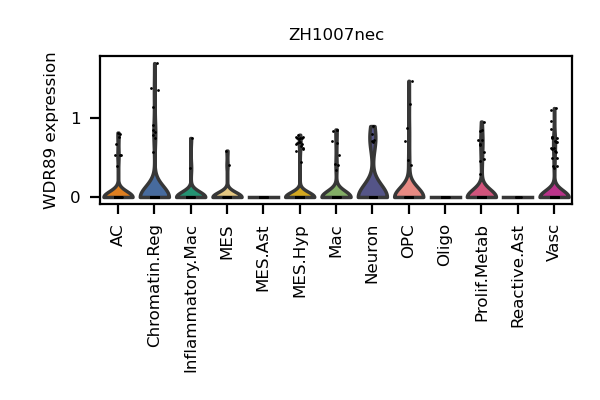 ZH1007nec
WDR89 expression
1
0
AC
Chromatin.Reg
Inflammatory.Mac
MES
MES.Ast
MES.Hyp
Mac
Neuron
OPC
Oligo
Prolif.Metab
Reactive.Ast
Vasc